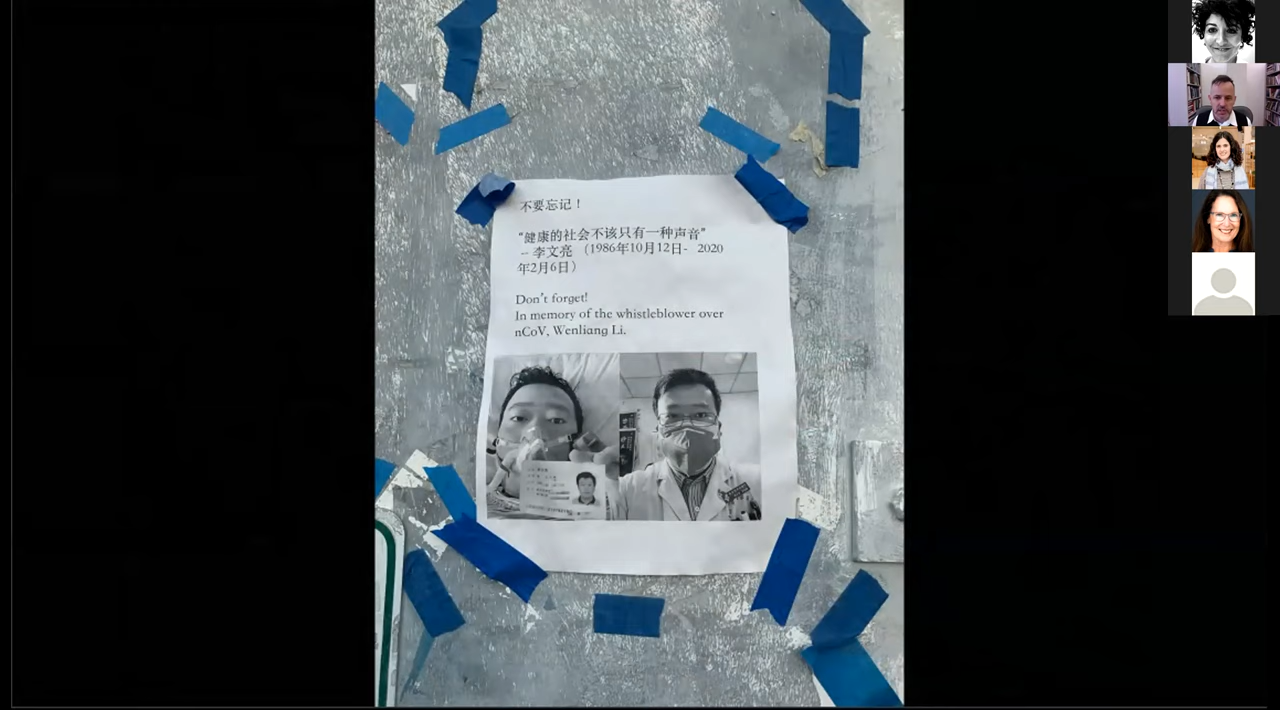 不要忘记！
“健康的社会不该只有一种声音”
– 李文亮 （1986年10月12日- 2020
年2月6日）
Don't forget!
In memory of the whistleblower over
nCoV, Wenliang Li.